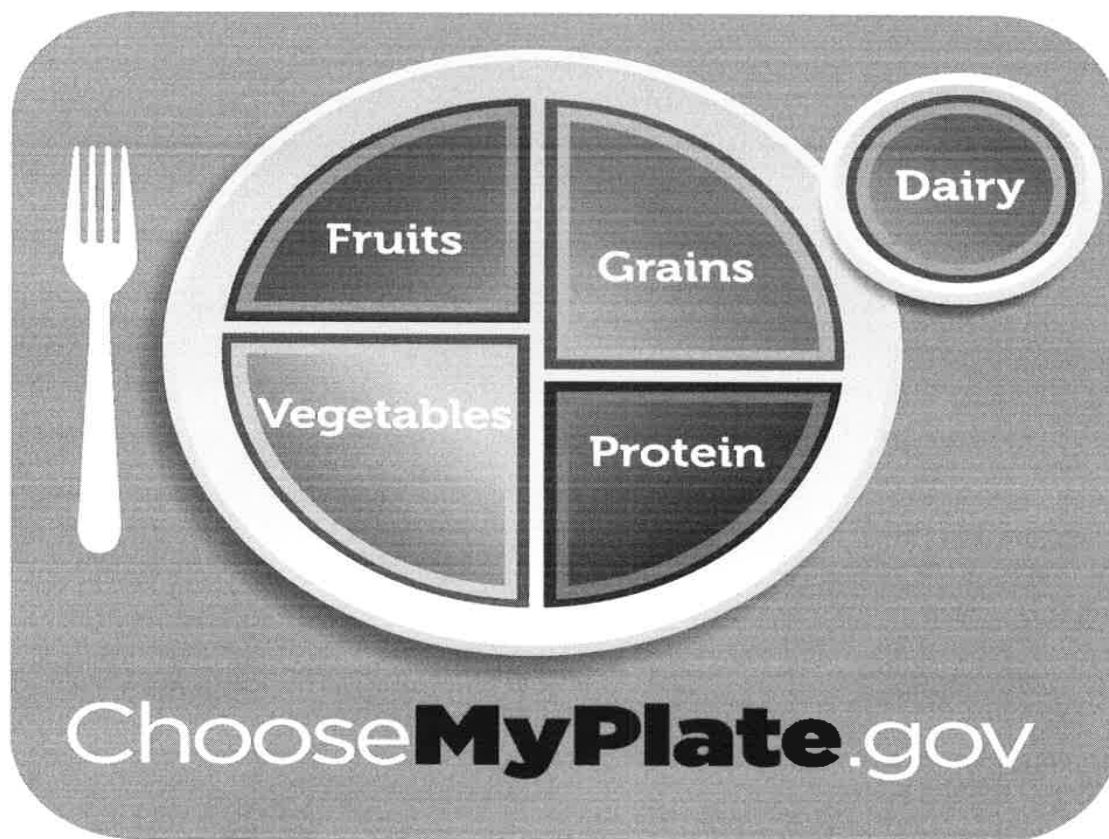 Dairy
Fruits
Grains
Vegetables
Protein
ChooseMyPlate.gov